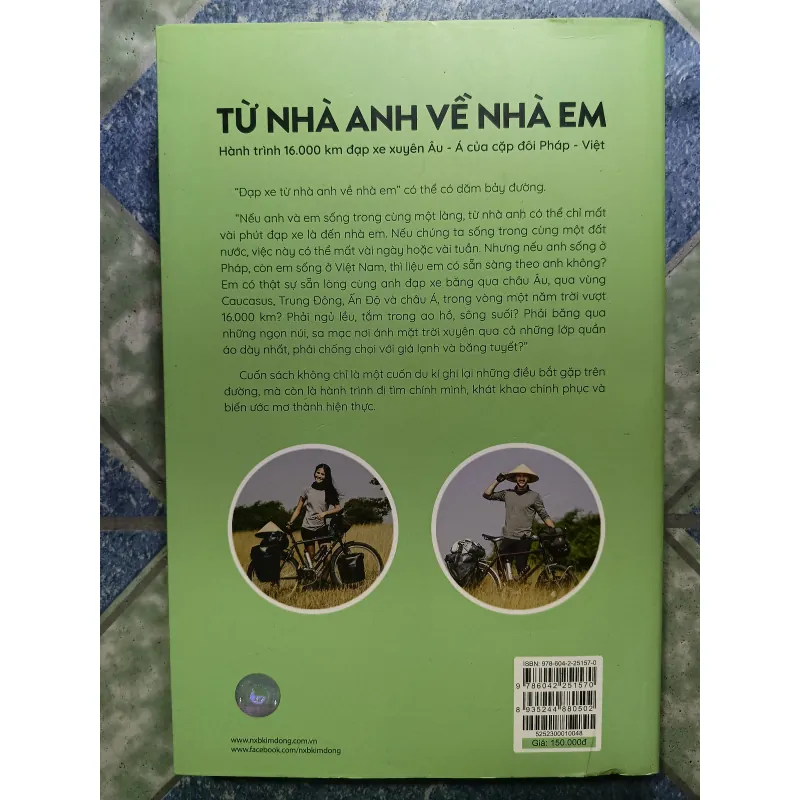 TỪ NHÀ ANH VỀ NHÀ EM
Hành trình 16.000 km đạp xe xuyên Âu - Á của cặp đôi Pháp - Việt
“Đạp xe từ nhà anh về nhà em” có thể có dăm bảy đường.
“Nếu anh và em sống trong cùng một làng, từ nhà anh có thể chỉ mất
vài phút đạp xe là đến nhà em. Nếu chúng ta sống trong cùng một đất
nước, việc này có thể mất vài ngày hoặc vài tuần. Nhưng nếu anh sống ở
Pháp, còn em sống ở Việt Nam, thì liệu em có sẵn sàng theo anh không?
Em có thật sự sẵn lòng cùng anh đạp xe băng qua châu Âu, qua vùng
Caucasus, Trung Đông, Ấn Độ và châu Á, trong vòng một năm trời vượt
16.000 km? Phải ngủ lều, tắm trong ao hồ, sông suối? Phải băng qua
những ngọn núi, sa mạc nơi ánh mặt trời xuyên qua cả những lớp quần
áo dày nhất, phải chống chọi với giá lạnh và băng tuyết?”
Cuốn sách không chỉ là một cuốn du kí ghi lại những điều bắt gặp trên
đường, mà còn là hành trình đi tìm chính mình, khát khao chinh phục và
biến ước mơ thành hiện thực.
ISBN: 978-604-2-25157-0
9 786042 251570
8 935244 880502
5252300010048
Giá: 150.000đ
www.nxbkimdong.com.vn
www.facebook.com/nxbkimdong